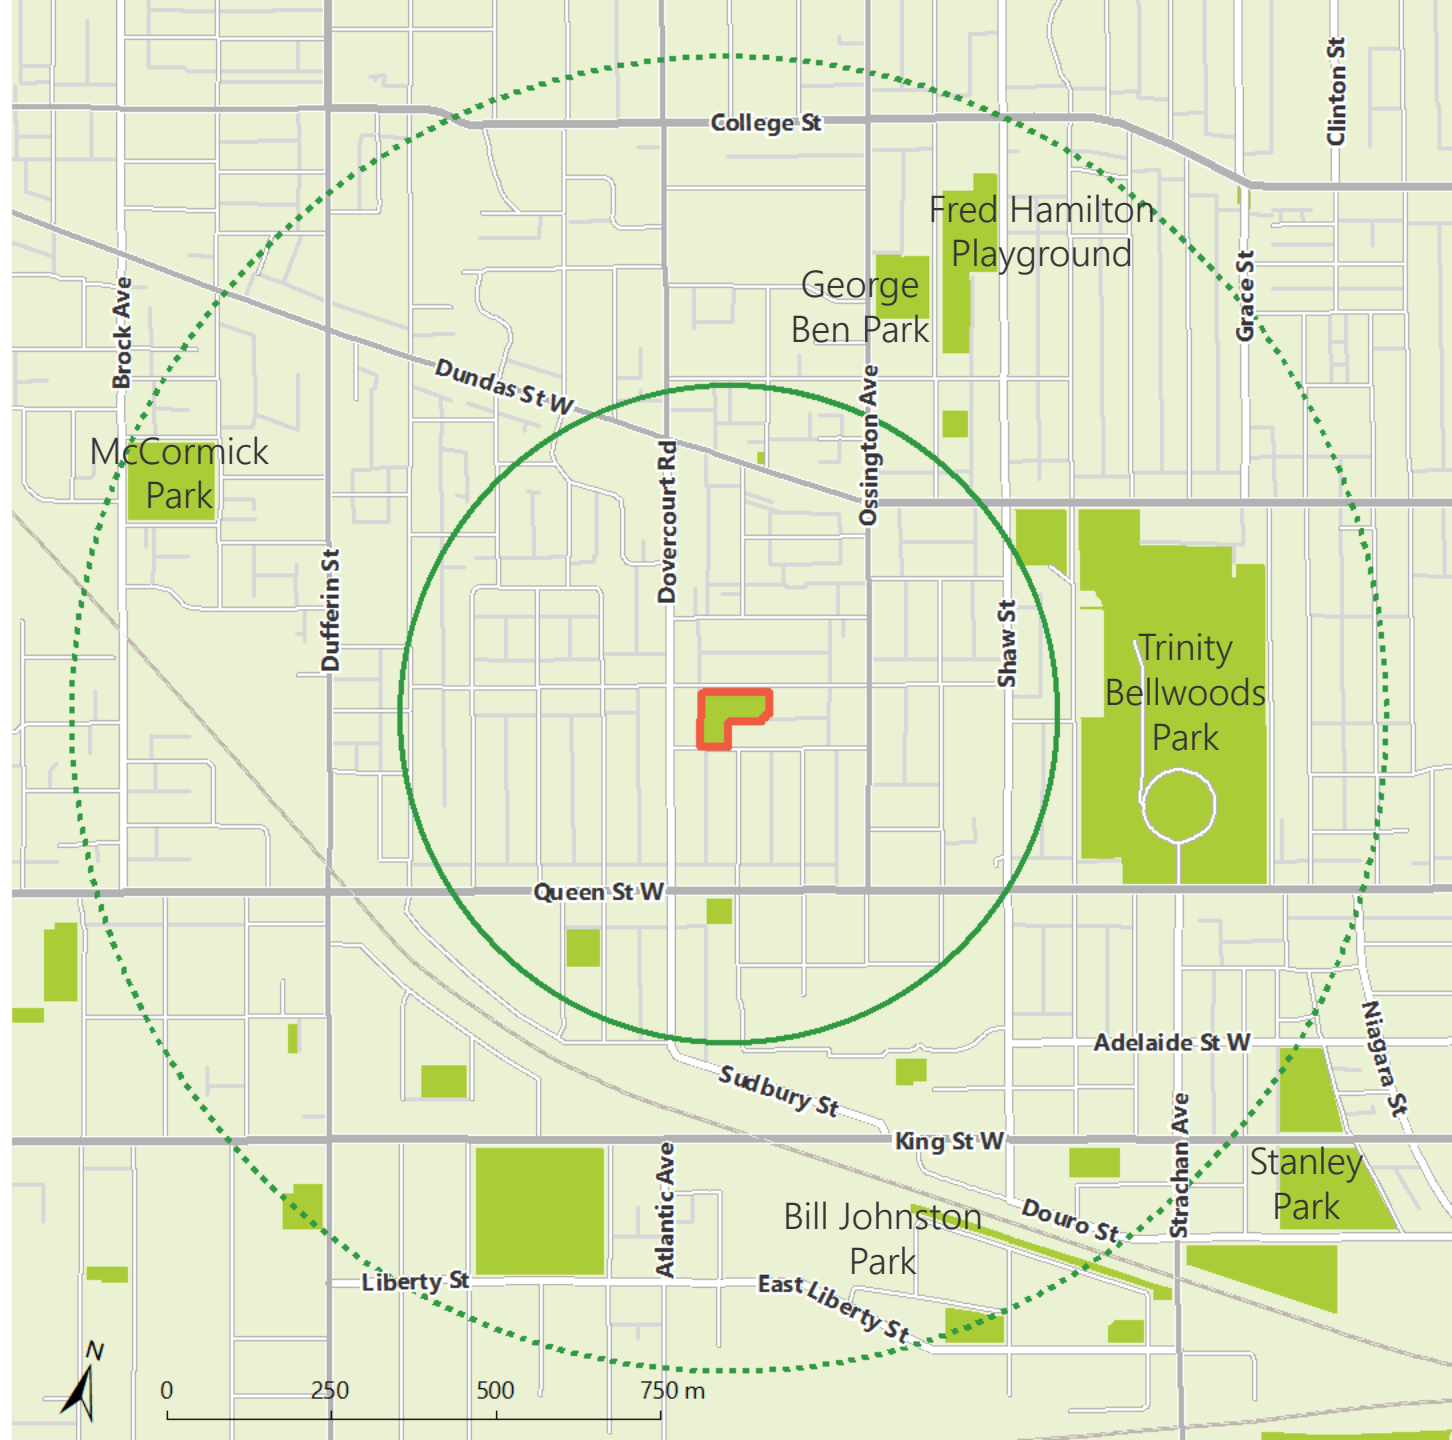 Clinton St
College St
Fred Hamilton
Playground
Grace St
George
Ben Park
Brock Ave
Dundas St W
Ossington Ave
McCormick
Park
Dovercourt Rd
Dufferin St
Shaw St
Trinity
Bellwoods
Park
Queen St W
Niagara St
Adelaide St W
Sudbury St
King St W
Strachan Ave
Stanley
Park
Atlantic Ave
Bill Johnston
Park
Douro St
Liberty St
East Liberty St
N
0 250 500 750 m